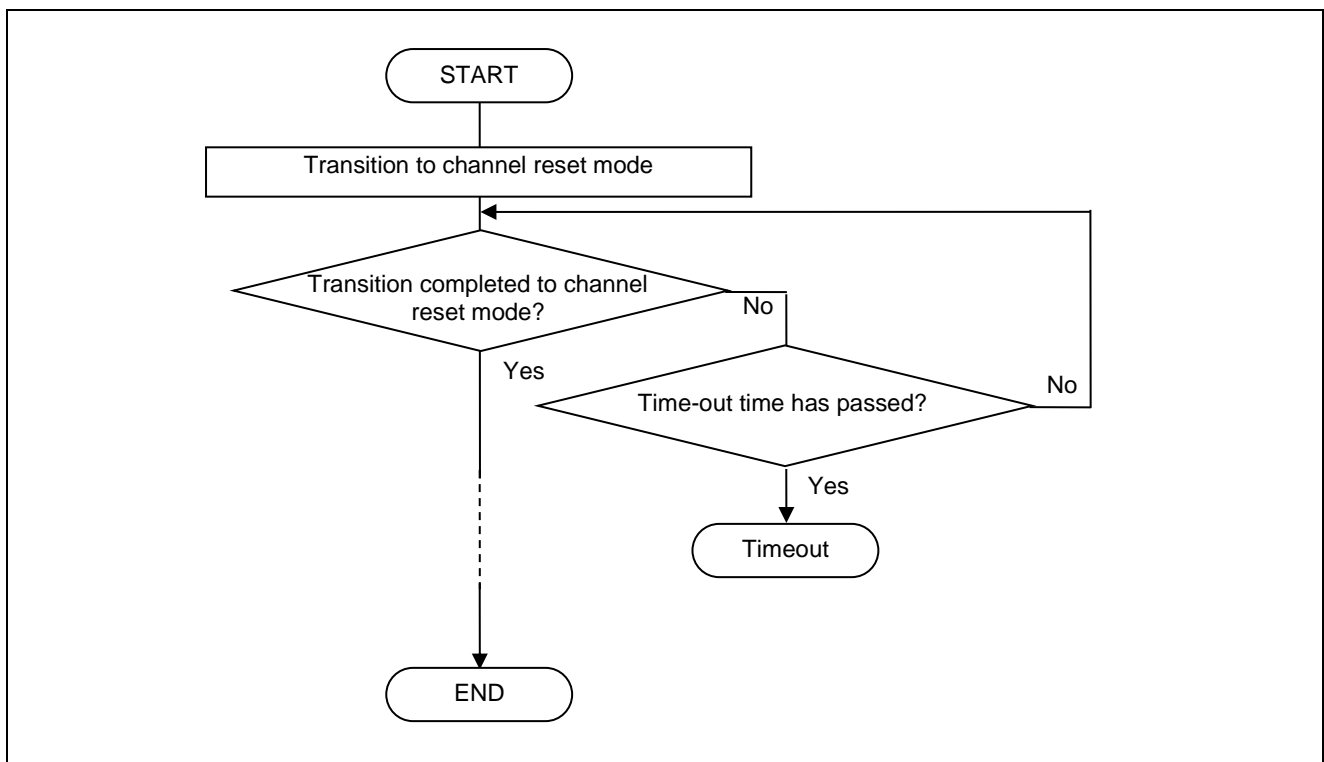 START
Transition to channel reset mode
Transition completed to channel
reset mode?
No
Yes
Time-out time has passed?
No
Yes
Timeout
END